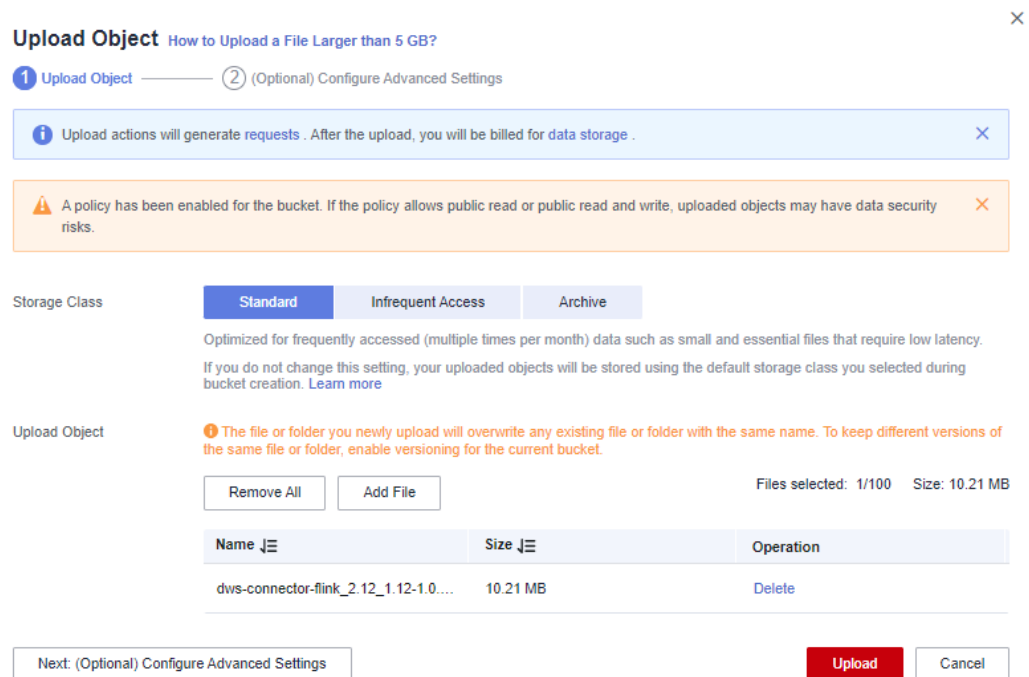 Upload Object How to Upload a File Larger than 5 GB?
1 Upload Object 2 (Optional) Configure Advanced Settings
Upload actions will generate requests . After the upload, you will be billed for data storage .
A policy has been enabled for the bucket. If the policy allows public read or public read and write, uploaded objects may have data security
risks.
Storage Class Standard Infrequent Access Archive
Optimized for frequently accessed (multiple times per month) data such as small and essential files that require low latency.
If you do not change this setting, your uploaded objects will be stored using the default storage class you selected during
bucket creation. Learn more
Upload Object The file or folder you newly upload will overwrite any existing file or folder with the same name. To keep different versions of
the same file or folder, enable versioning for the current bucket.
Remove All Add File Files selected: 1/100 Size: 10.21 MB
Name Size Operation
dws-connector-flink_2.12_1.12-1.0.... 10.21 MB Delete
Next: (Optional) Configure Advanced Settings Upload Cancel